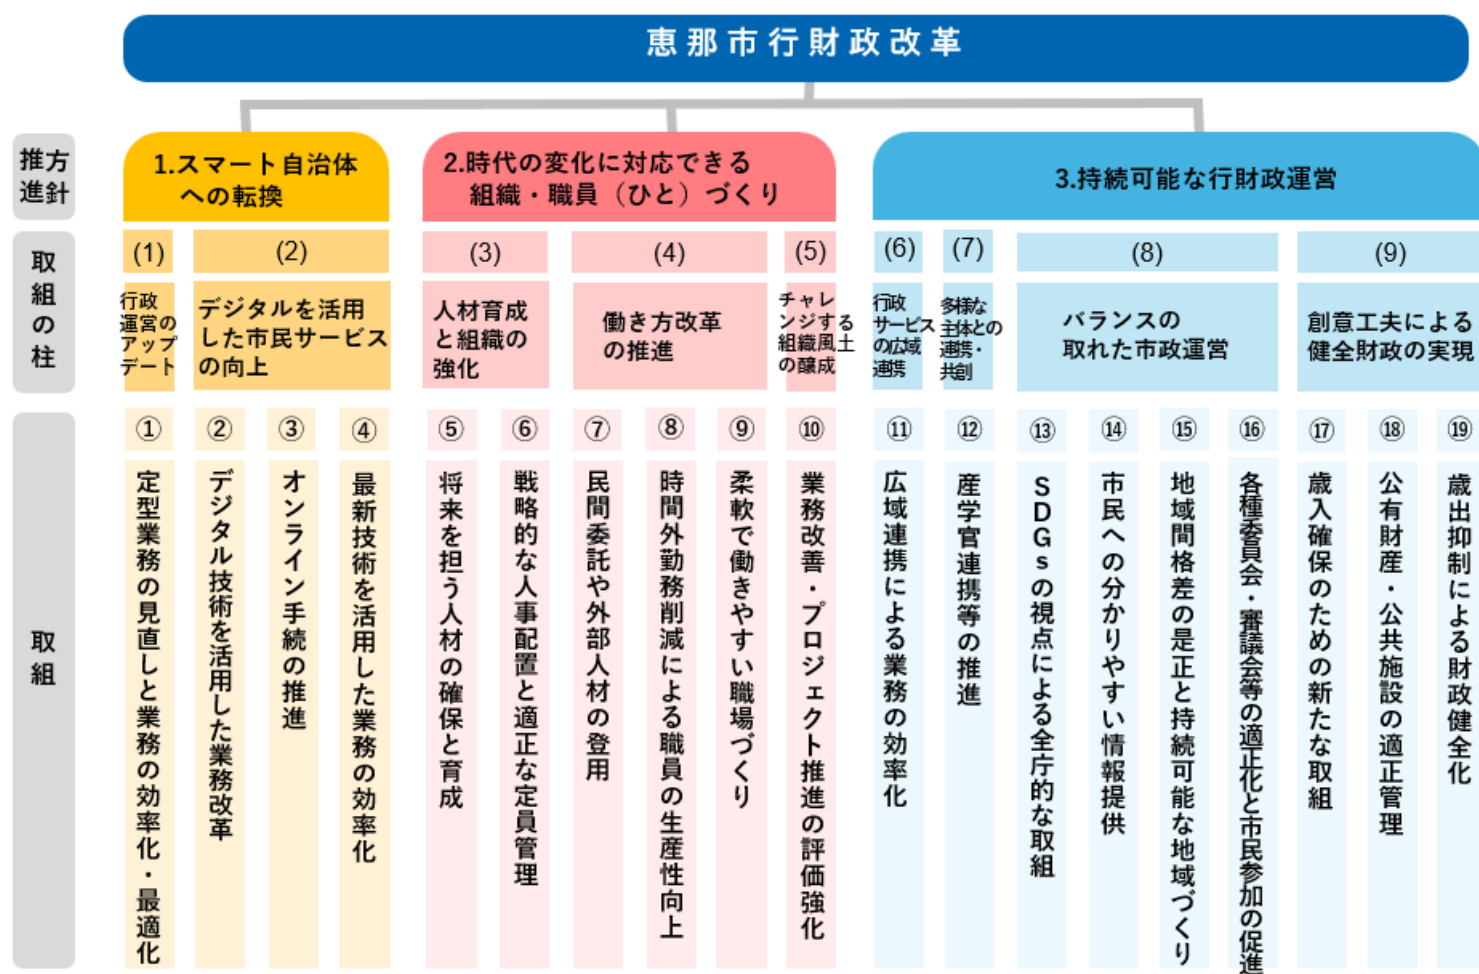 恵那市行財政改革
推進方針
1.スマート自治体
への転換
2.時代の変化に対応できる
組織・職員（ひと）づくり
3.持続可能な行財政運営
取組の柱
(1)
行政
運営の
アップ
デート
(2)
デジタルを活用
した市民サービス
の向上
(3)
人材育成
と組織の
強化
(4)
働き方改革
の推進
(5)
チャレ
ンジする
組織風土
の醸成
(6)
行政
サービス
の広域
連携
(7)
多様な
主体との
連携・
共創
(8)
バランスの
取れた市政運営
(9)
創意工夫による
健全財政の実現
取組
①
定型業務の見直しと業務の効率化・最適化
②
デジタル技術を活用した業務改革
③
オンライン手続の推進
④
最新技術を活用した業務の効率化
⑤
将来を担う人材の確保と育成
⑥
戦略的な人事配置と適正な定員管理
⑦
民間委託や外部人材の登用
⑧
時間外勤務削減による職員の生産性向上
⑨
柔軟で働きやすい職場づくり
⑩
業務改善・プロジェクト推進の評価強化
⑪
広域連携による業務の効率化
⑫
産学官連携等の推進
⑬
SDGsの視点による全庁的な取組
⑭
市民への分かりやすい情報提供
⑮
地域間格差の是正と持続可能な地域づくり
⑯
各種委員会・審議会等の適正化と市民参加の促進
⑰
歳入確保のための新たな取組
⑱
公有財産・公共施設の適正管理
⑲
歳出抑制による財政健全化